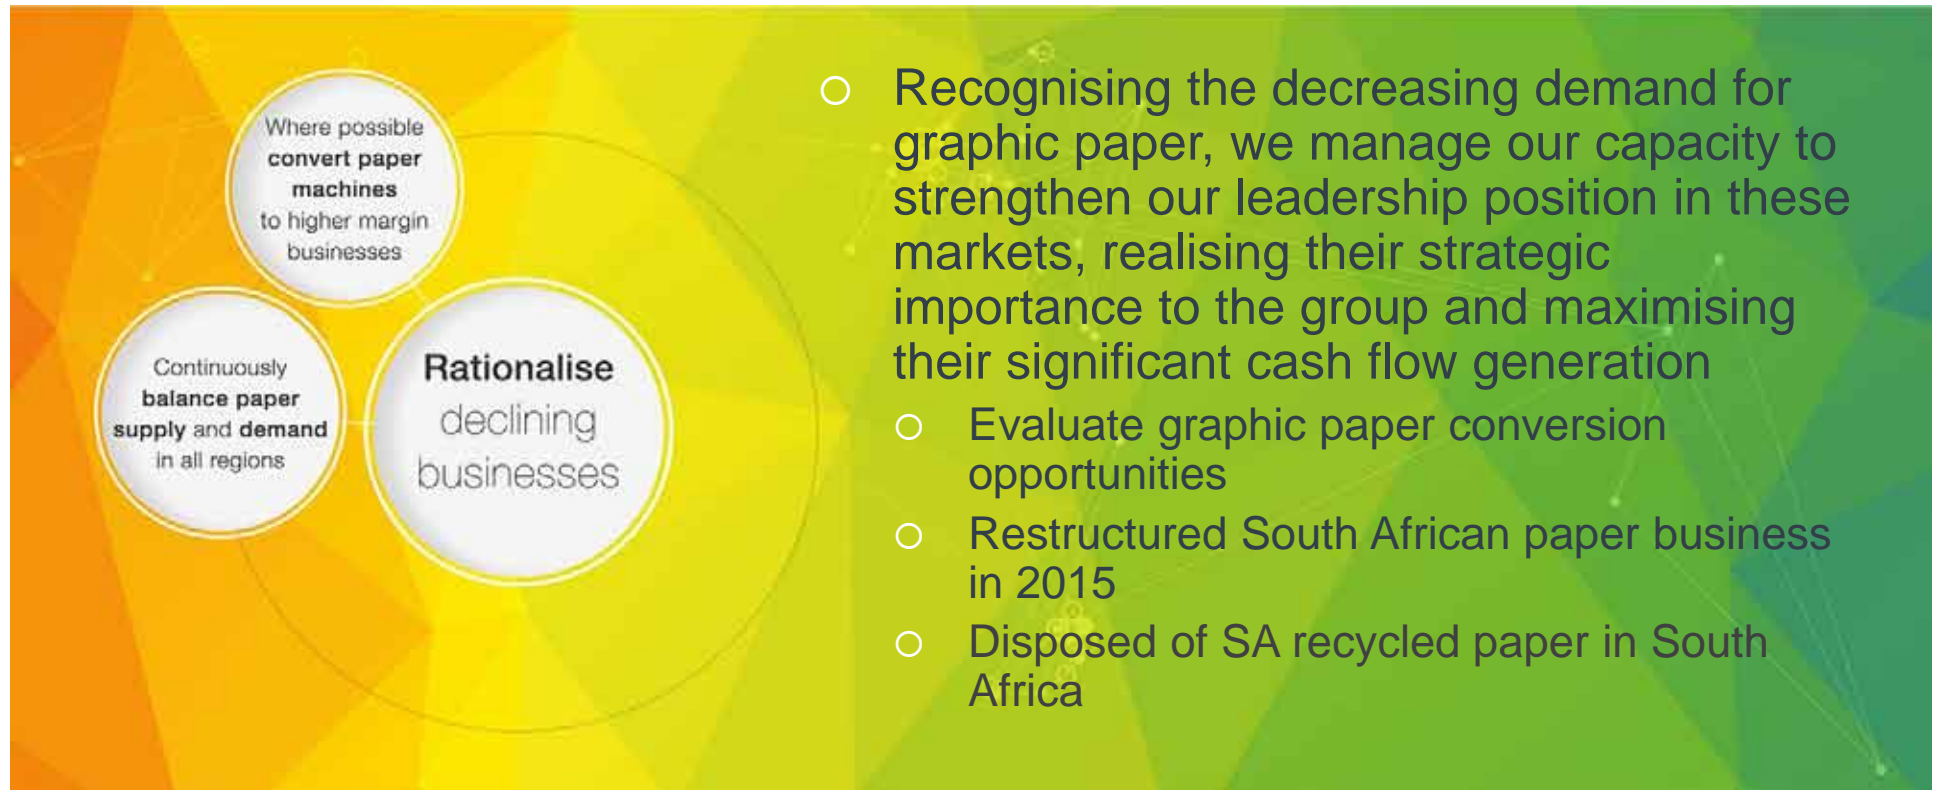 Where possible
convert paper
machines
to higher margin
businesses
Continuously
balance paper
supply and demand
in all regions
Rationalise
declining
businesses
Recognising the decreasing demand for
graphic paper, we manage our capacity to
strengthen our leadership position in these
markets, realising their strategic
importance to the group and maximising
their significant cash flow generation
Evaluate graphic paper conversion
opportunities
Restructured South African paper business
in 2015
Disposed of SA recycled paper in South
Africa